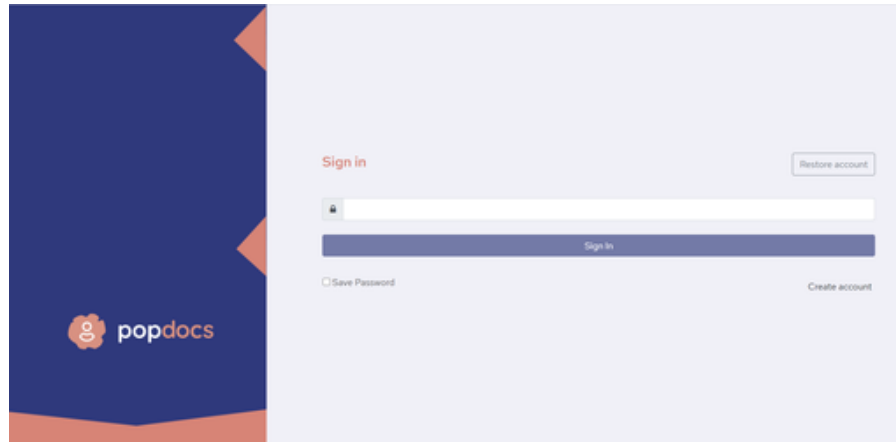 Sign in
Restore account
Sign In
Save Password
Create account
popdocs